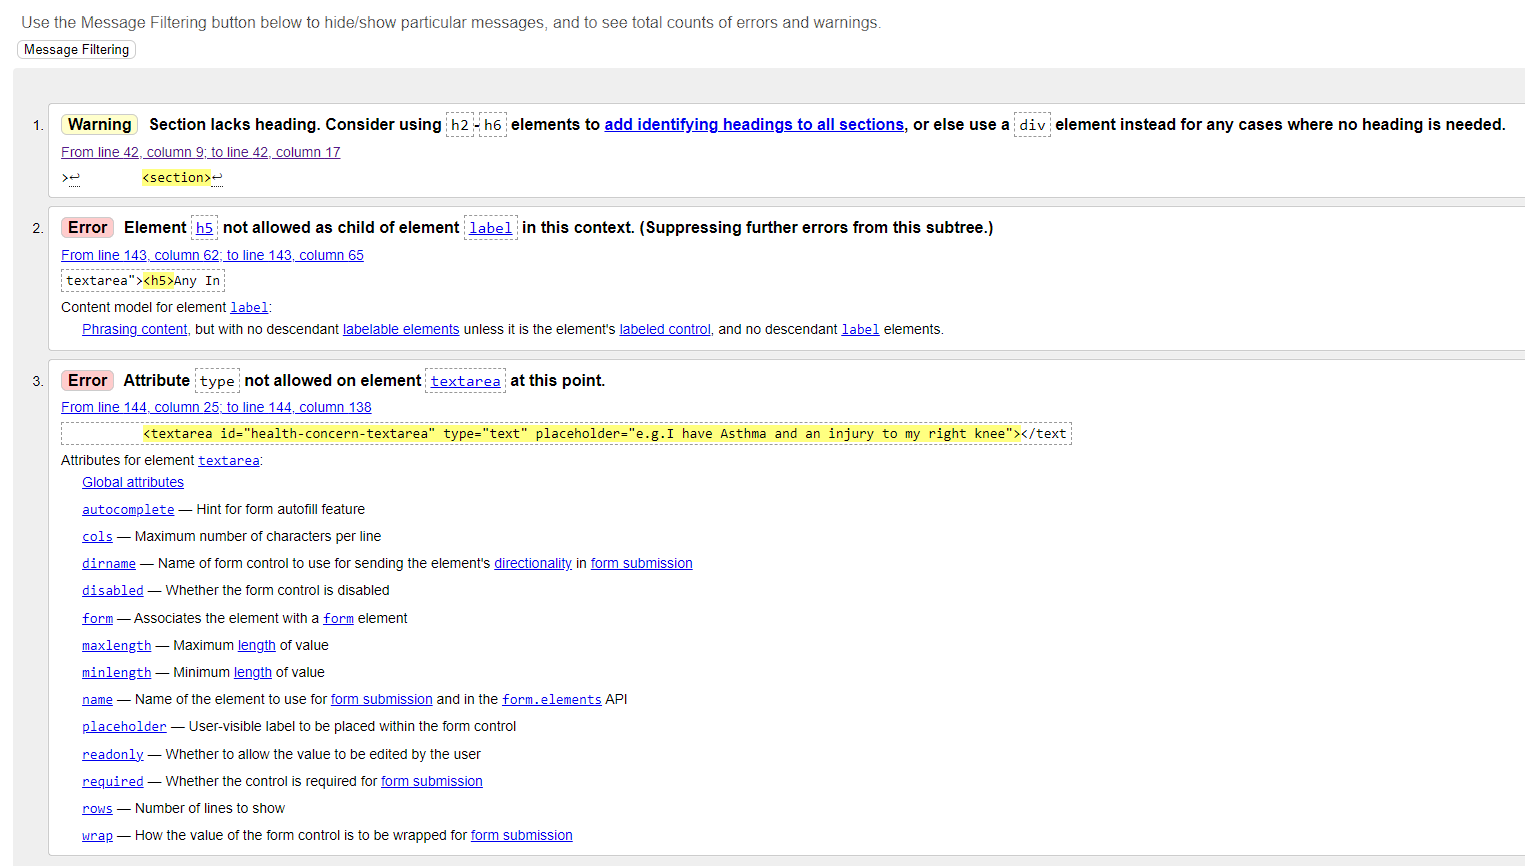 Use the Message Filtering button below to hide/show particular messages, and to see total counts of errors and warnings.
Message Filtering
1. Warning Section lacks heading. Consider using h2-h6 elements to add identifying headings to all sections, or else use a div element instead for any cases where no heading is needed.
From line 42, column 9; to line 42, column 17
>↩ <section>↩
2. Error Element h5 not allowed as child of element label in this context. (Suppressing further errors from this subtree.)
From line 143, column 62; to line 143, column 65
textarea"><h5>Any In
Content model for element label:
Phrasing content, but with no descendant labelable elements unless it is the element's labeled control, and no descendant label elements.
3. Error Attribute type not allowed on element textarea at this point.
From line 144, column 25; to line 144, column 138
<textarea id="health-concern-textarea" type="text" placeholder="e.g.I have Asthma and an injury to my right knee"></text
Attributes for element textarea:
Global attributes
autocomplete — Hint for form autofill feature
cols — Maximum number of characters per line
dirname — Name of form control to use for sending the element's directionality in form submission
disabled — Whether the form control is disabled
form — Associates the element with a form element
maxlength — Maximum length of value
minlength — Minimum length of value
name — Name of the element to use for form submission and in the form.elements API
placeholder — User-visible label to be placed within the form control
readonly — Whether to allow the value to be edited by the user
required — Whether the control is required for form submission
rows — Number of lines to show
wrap — How the value of the form control is to be wrapped for form submission